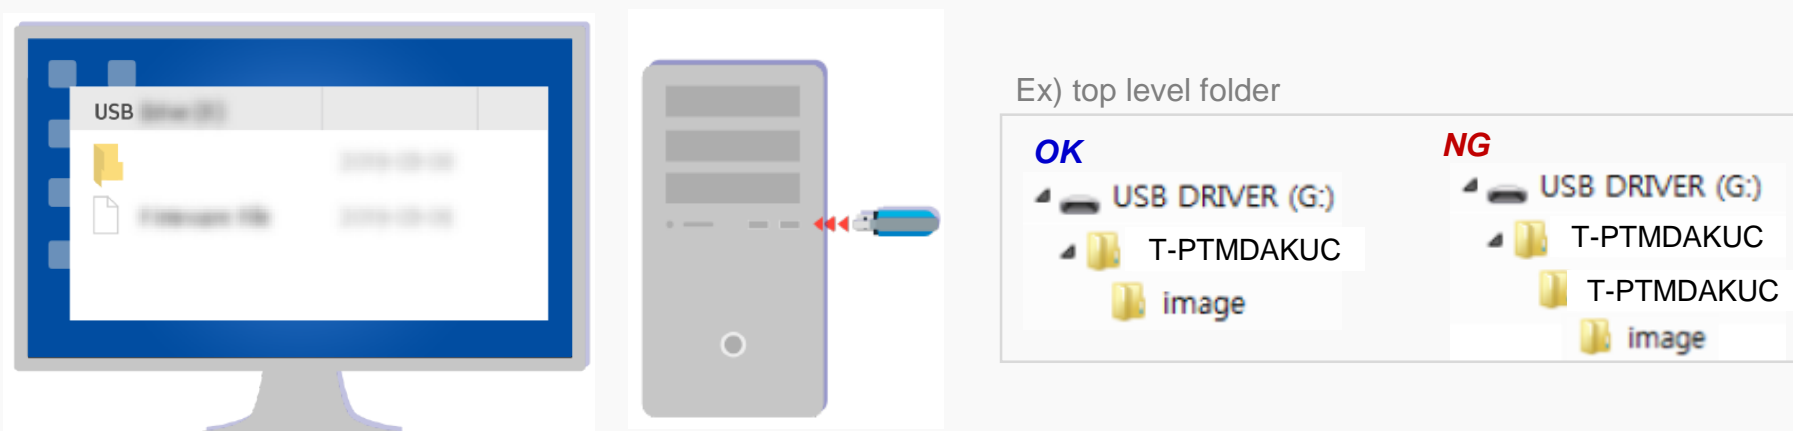 USB
Ex) top level folder
OK
USB DRIVER (G:)
T-PTMDAKUC
image
NG
USB DRIVER (G:)
T-PTMDAKUC
T-PTMDAKUC
image